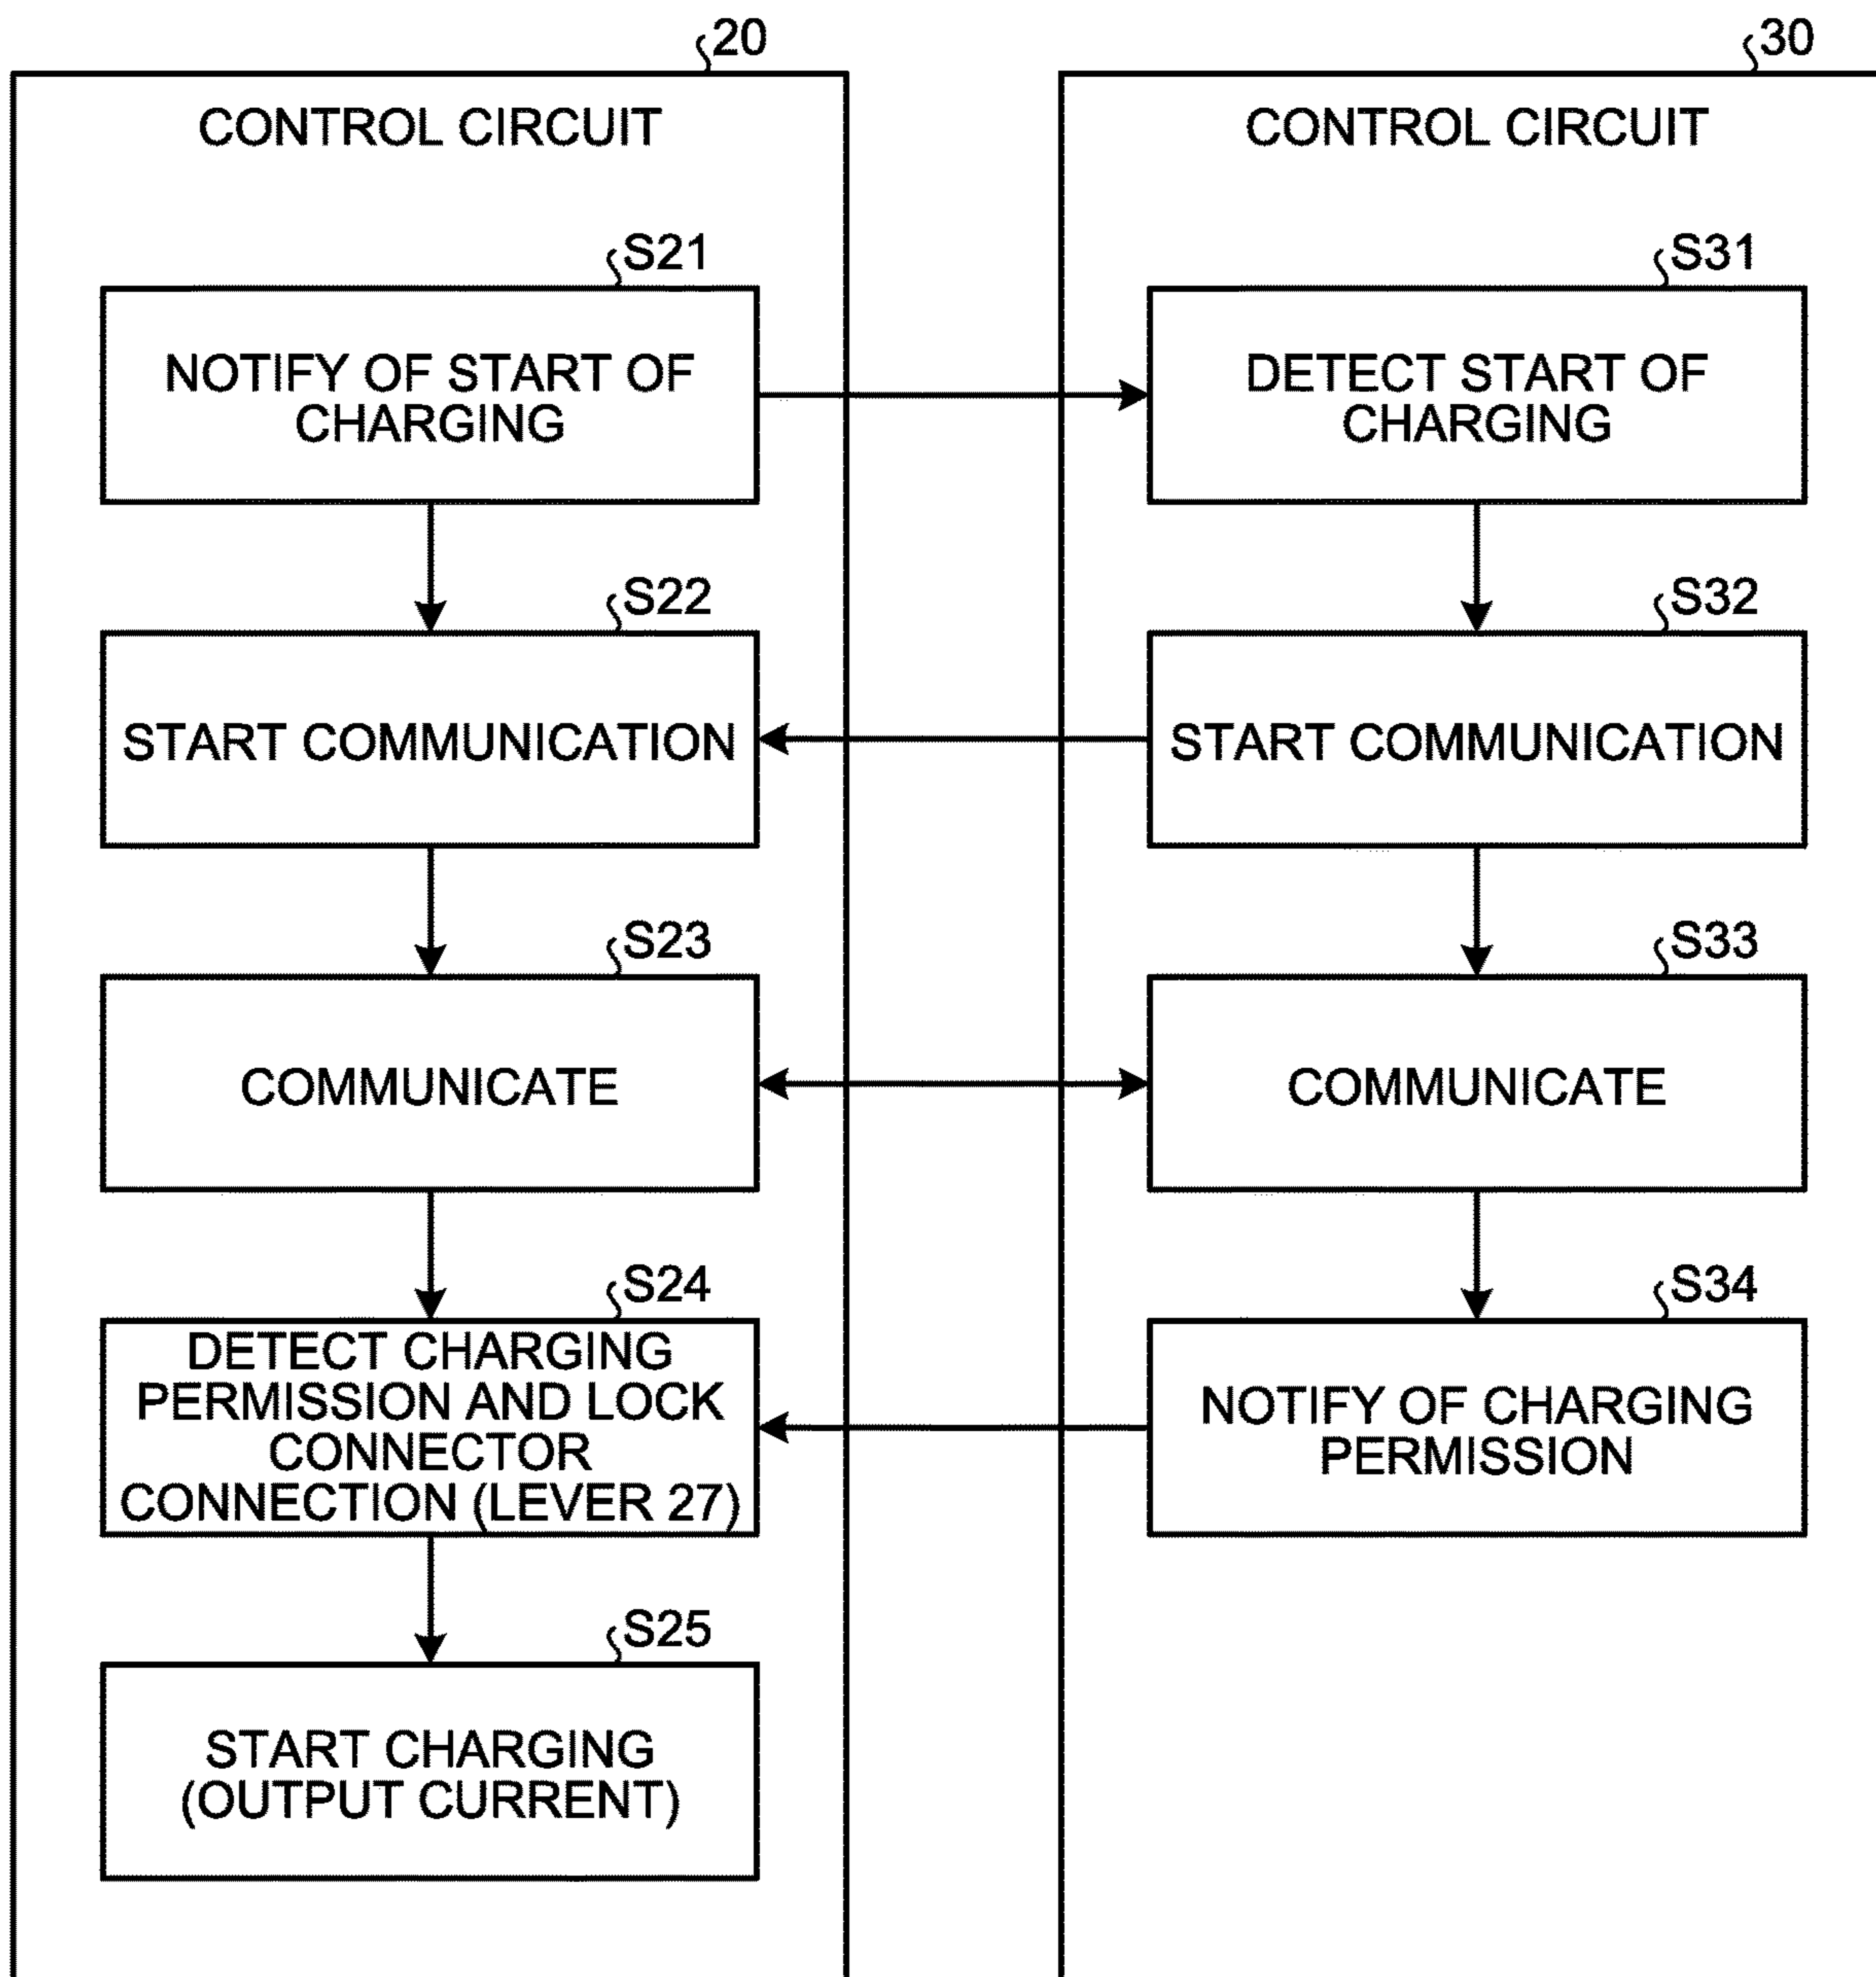 20
30
CONTROL CIRCUIT
CONTROL CIRCUIT
S21
S31
NOTIFY OF START OF
CHARGING
DETECT START OF
CHARGING
S22
S32
START COMMUNICATION
START COMMUNICATION
S23
S33
COMMUNICATE
COMMUNICATE
S24
S34
DETECT CHARGING
PERMISSION AND LOCK
CONNECTOR
CONNECTION (LEVER 27)
NOTIFY OF CHARGING
PERMISSION
S25
START CHARGING
(OUTPUT CURRENT)